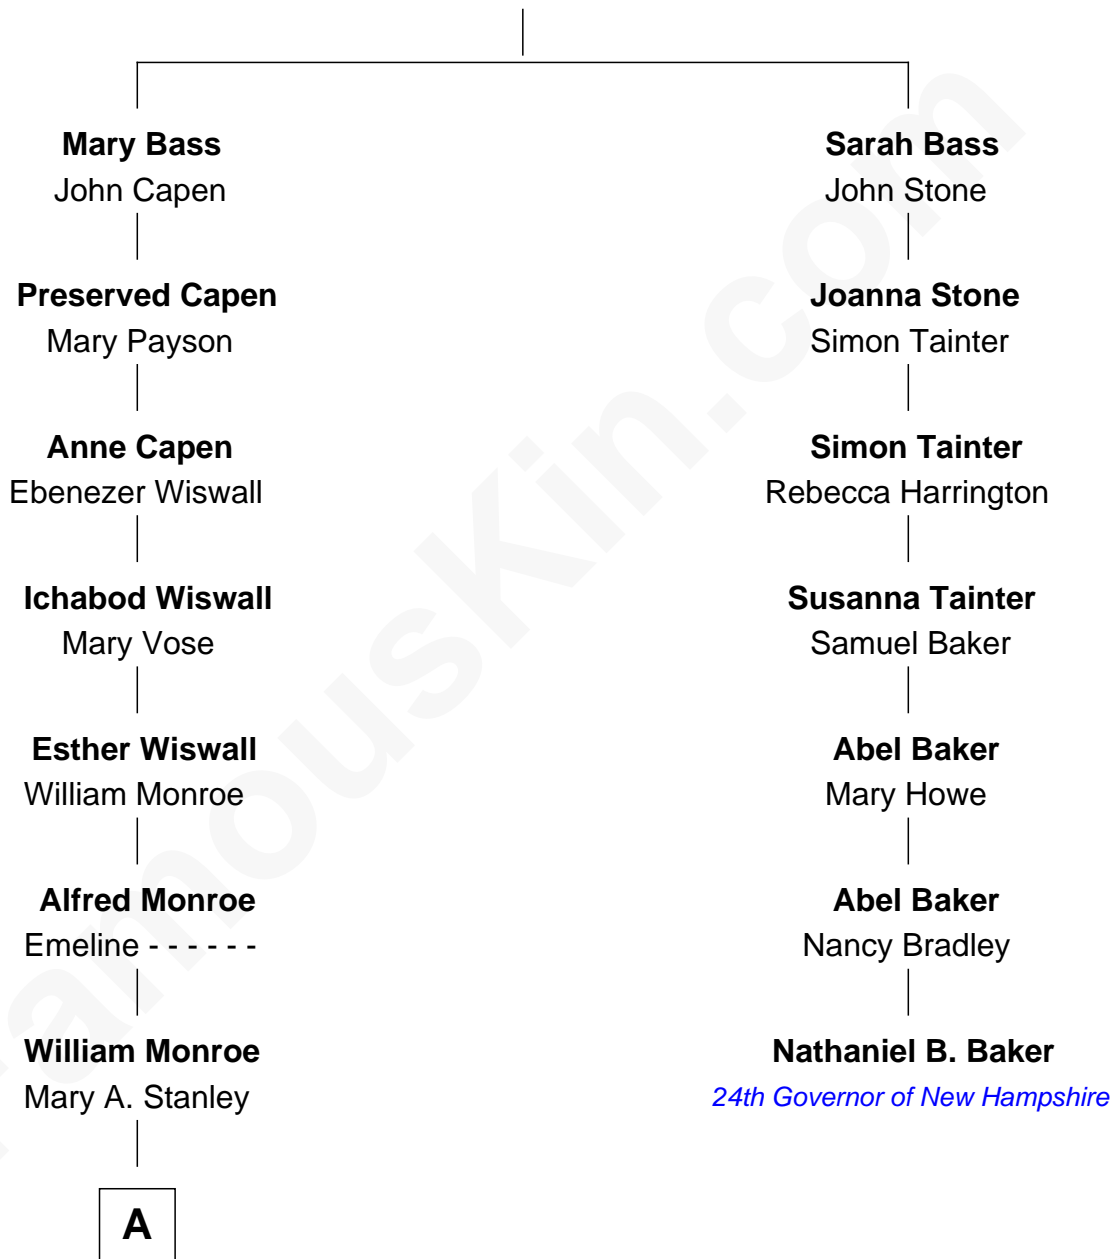 Mary Bass
John Capen
Sarah Bass
John Stone
Preserved Capen
Mary Payson
Joanna Stone
Simon Tainter
Anne Capen
Ebenezer Wiswall
Simon Tainter
Rebecca Harrington
Ichabod Wiswall
Mary Vose
Susanna Tainter
Samuel Baker
Esther Wiswall
William Monroe
Abel Baker
Mary Howe
Alfred Monroe
Emeline - - - - - -
Abel Baker
Nancy Bradley
William Monroe
Mary A. Stanley
Nathaniel B. Baker
24th Governor of New Hampshire
A
FamousKin.com